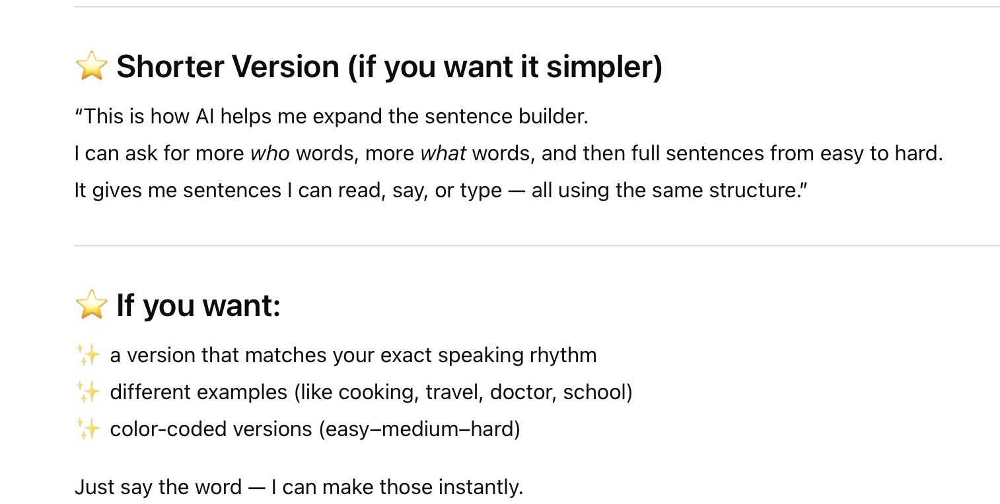 ⭐ Shorter Version (if you want it simpler)
“This is how AI helps me expand the sentence builder.
I can ask for more who words, more what words, and then full sentences from easy to hard.
It gives me sentences I can read, say, or type — all using the same structure.”
⭐ If you want:
✨ a version that matches your exact speaking rhythm
✨ different examples (like cooking, travel, doctor, school)
✨ color-coded versions (easy–medium–hard)
Just say the word — I can make those instantly.